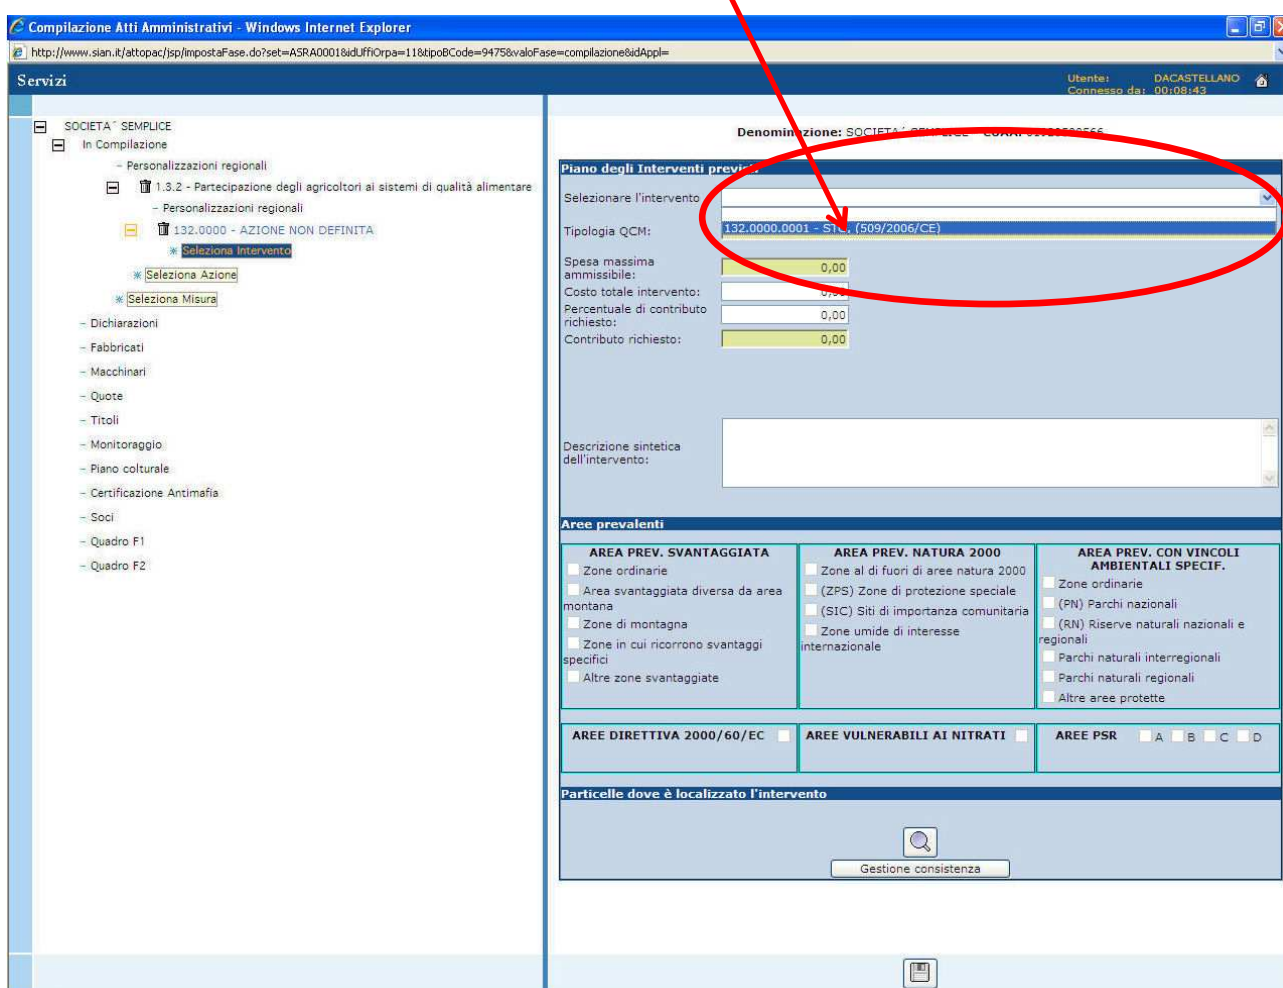 Compilazione Atti Amministrativi - Windows Internet Explorer
http://www.sian.it/attopac/jsp/impostaFase.do?set=ASRA0001&idUffiOrpa=11&tipoBCode=9475&valoFase=compilazione&idAppl=
Servizi
Utente: DACASTELLANO
Connesso da: 00:08:43
SOCIETA´ SEMPLICE
In Compilazione
- Personalizzazioni regionali
1.3.2 - Partecipazione degli agricoltori ai sistemi di qualità alimentare
- Personalizzazioni regionali
132.0000 - AZIONE NON DEFINITA
Seleziona Intervento
Seleziona Azione
Seleziona Misura
- Dichiarazioni
- Fabbricati
- Macchinari
- Quote
- Titoli
- Monitoraggio
- Piano colturale
- Certificazione Antimafia
- Soci
- Quadro F1
- Quadro F2
Denominazione: SOCIETA´ SEMPLICE - CUAA:
Piano degli Interventi previsti
Selezionare l'intervento
132.0000.0001 - STG. (509/2006/CE)
Tipologia QCM:
Spesa massima
ammissibile:
0,00
Costo totale intervento:
0,00
Percentuale di contributo
richiesto:
0,00
Contributo richiesto:
0,00
Descrizione sintetica
dell'intervento:
Aree prevalenti
AREA PREV. SVANTAGGIATA
Zone ordinarie
Area svantaggiata diversa da area
montana
Zone di montagna
Zone in cui ricorrono svantaggi
specifici
Altre zone svantaggiate
AREA PREV. NATURA 2000
Zone al di fuori di aree natura 2000
(ZPS) Zone di protezione speciale
(SIC) Siti di importanza comunitaria
Zone umide di interesse
internazionale
AREA PREV. CON VINCOLI
AMBIENTALI SPECIF.
Zone ordinarie
(PN) Parchi nazionali
(RN) Riserve naturali nazionali e
regionali
Parchi naturali interregionali
Parchi naturali regionali
Altre aree protette
AREE DIRETTIVA 2000/60/EC
AREE VULNERABILI AI NITRATI
AREE PSR A B C D
Particelle dove è localizzato l'intervento
Gestione consistenza